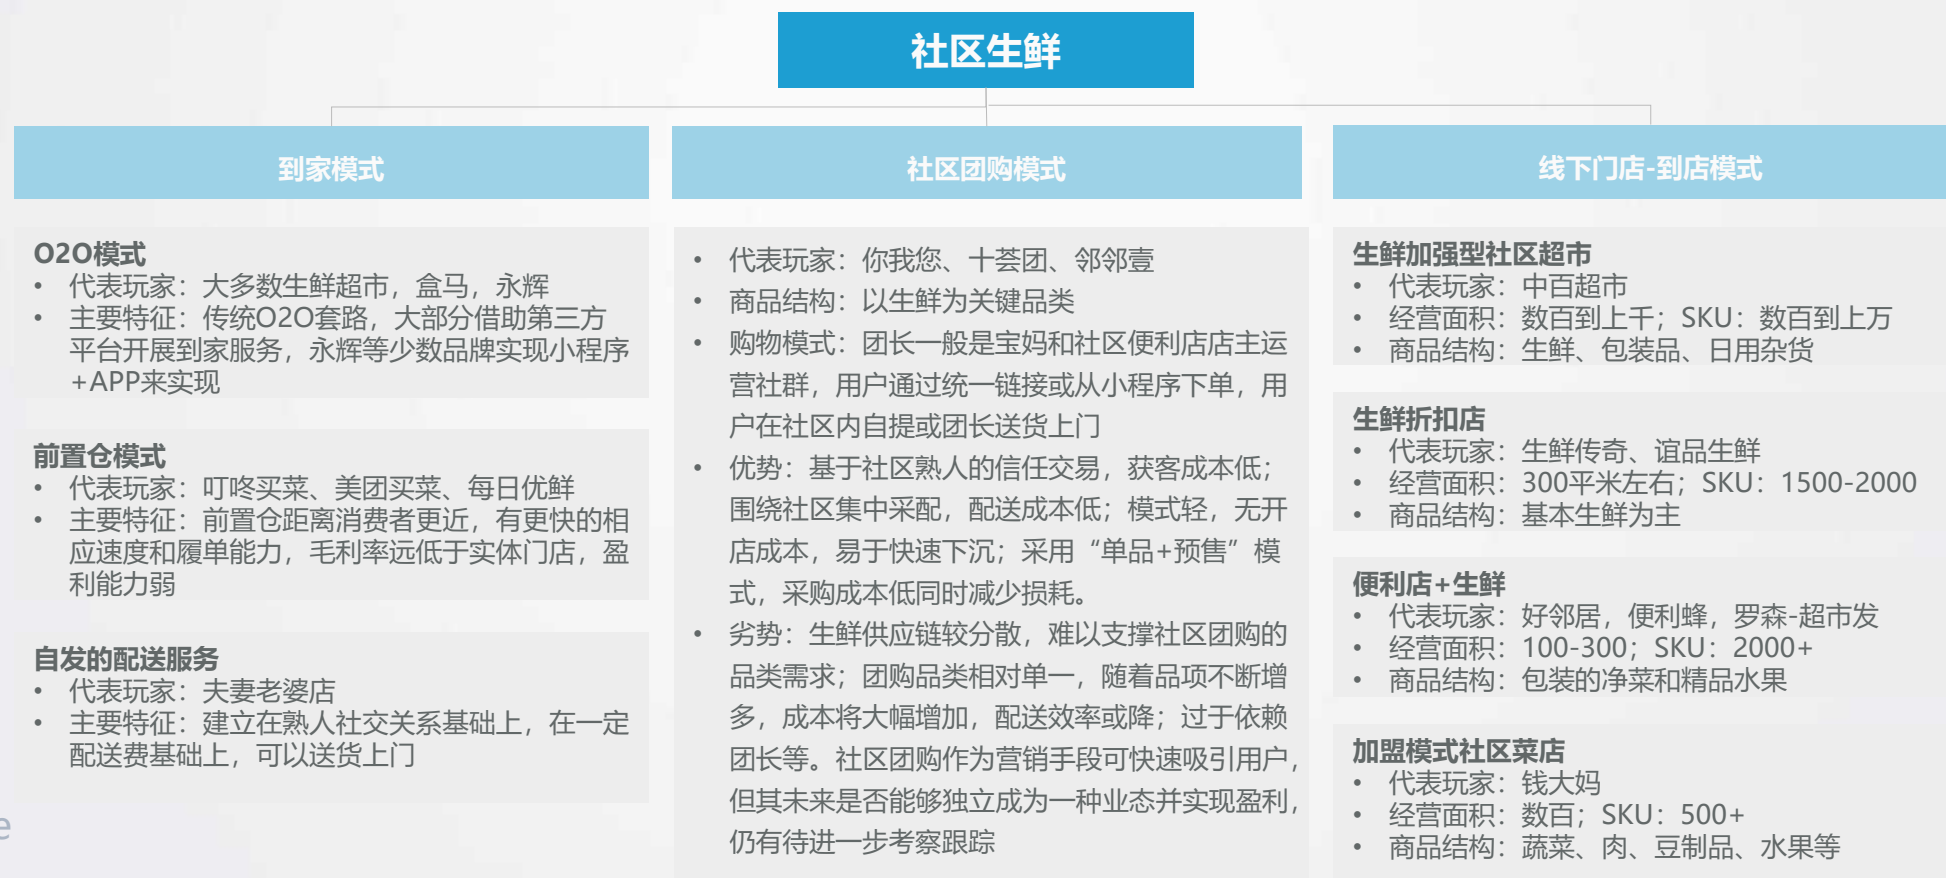 社区生鲜
到家模式
O2O模式
• 代表玩家：大多数生鲜超市，盒马，永辉
• 主要特征：传统O2O套路，大部分借助第三方
平台开展到家服务，永辉等少数品牌实现小程序
+APP来实现
前置仓模式
• 代表玩家：叮咚买菜、美团买菜、每日优鲜
• 主要特征：前置仓距离消费者更近，有更快的相
应速度和履单能力，毛利率远低于实体门店，盈
利能力弱
自发的配送服务
• 代表玩家：夫妻老婆店
• 主要特征：建立在熟人社交关系基础上，在一定
配送费基础上，可以送货上门
社区团购模式
• 代表玩家：你我您、十荟团、邻邻壹
• 商品结构：以生鲜为关键品类
• 购物模式：团长一般是宝妈和社区便利店店主运
营社群，用户通过统一链接或从小程序下单，用
户在社区内自提或团长送货上门
• 优势：基于社区熟人的信任交易，获客成本低；
围绕社区集中采配，配送成本低；模式轻，无开
店成本，易于快速下沉；采用“单品+预售”模
式，采购成本低同时减少损耗。
• 劣势：生鲜供应链较分散，难以支撑社区团购的
品类需求；团购品类相对单一，随着品项不断增
多，成本将大幅增加，配送效率或降；过于依赖
团长等。社区团购作为营销手段可快速吸引用户，
但其未来是否能够独立成为一种业态并实现盈利，
仍有待进一步考察跟踪
线下门店-到店模式
生鲜加强型社区超市
• 代表玩家：中百超市
• 经营面积：数百到上千；SKU：数百到上万
• 商品结构：生鲜、包装品、日用杂货
生鲜折扣店
• 代表玩家：生鲜传奇、谊品生鲜
• 经营面积：300平米左右；SKU：1500-2000
• 商品结构：基本生鲜为主
便利店+生鲜
• 代表玩家：好邻居，便利蜂，罗森-超市发
• 经营面积：100-300；SKU：2000+
• 商品结构：包装的净菜和精品水果
加盟模式社区菜店
• 代表玩家：钱大妈
• 经营面积：数百；SKU：500+
• 商品结构：蔬菜、肉、豆制品、水果等
e